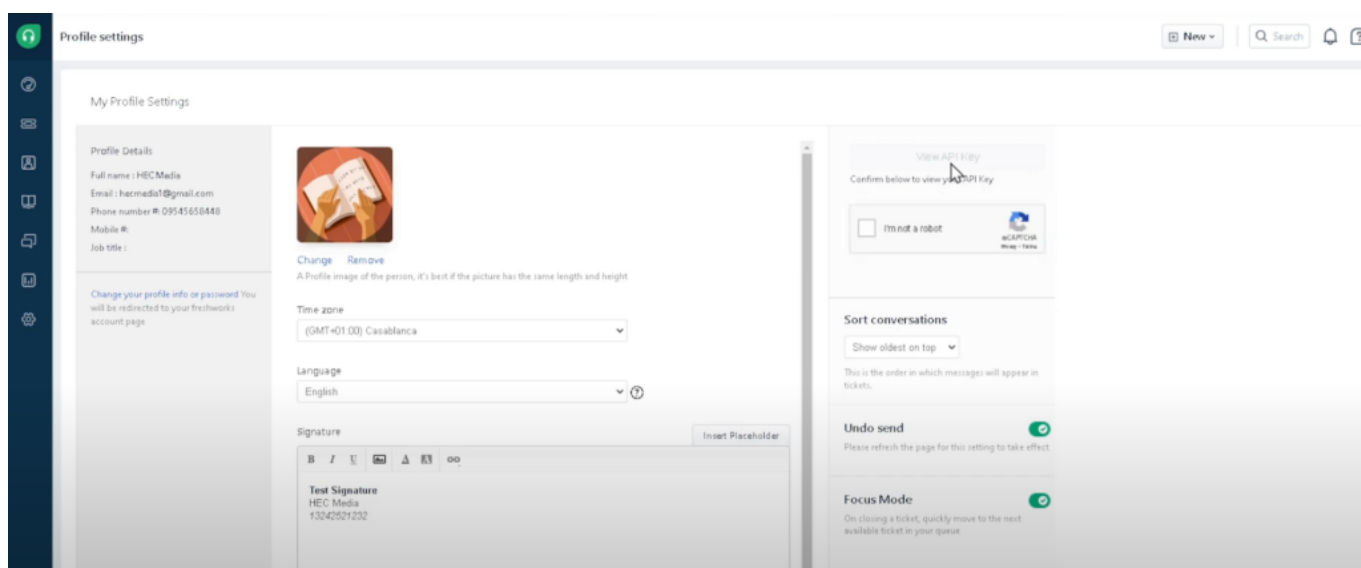 Profile settings
New
Search
My Profile Settings
Profile Details
Full name : HEC Media
Email : hecmedia1@gmail.com
Phone number #: 09545658448
Mobile #:
Job title :
Change your profile info or password You
will be redirected to your freshworks
account page
Change Remove
A Profile image of the person, it's best if the picture has the same length and height
Time zone
(GMT+01:00) Casablanca
Language
English
Signature
Insert Placeholder
B I U
Test Signature
HEC Media
13242521232
View API Key
Confirm below to view your API Key
I'm not a robot
reCAPTCHA
Privacy - Terms
Sort conversations
Show oldest on top
This is the order in which messages will appear in
tickets.
Undo send
Please refresh the page for this setting to take effect
Focus Mode
On closing a ticket, quickly move to the next
available ticket in your queue